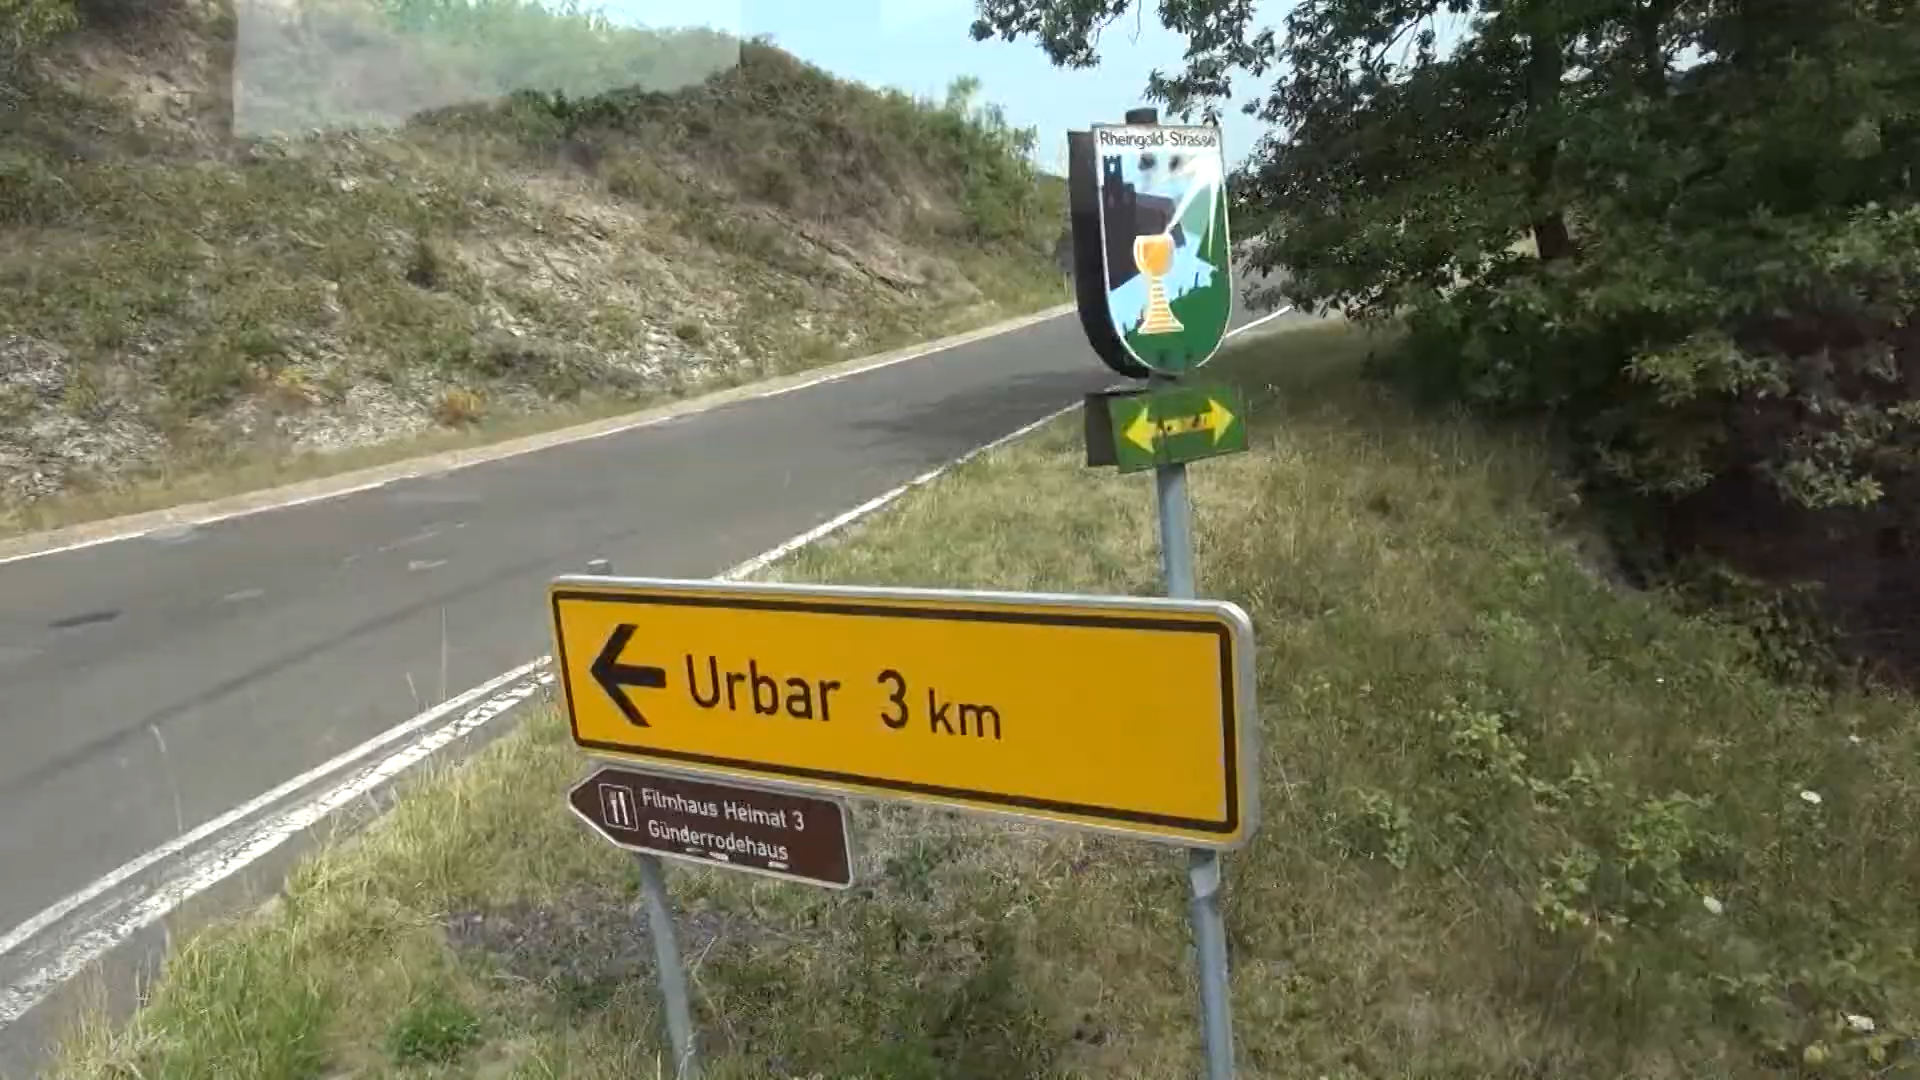 Rheingold-Strasse
Urbar 3 km
Filmhaus Heimat 3
Günderrodehaus